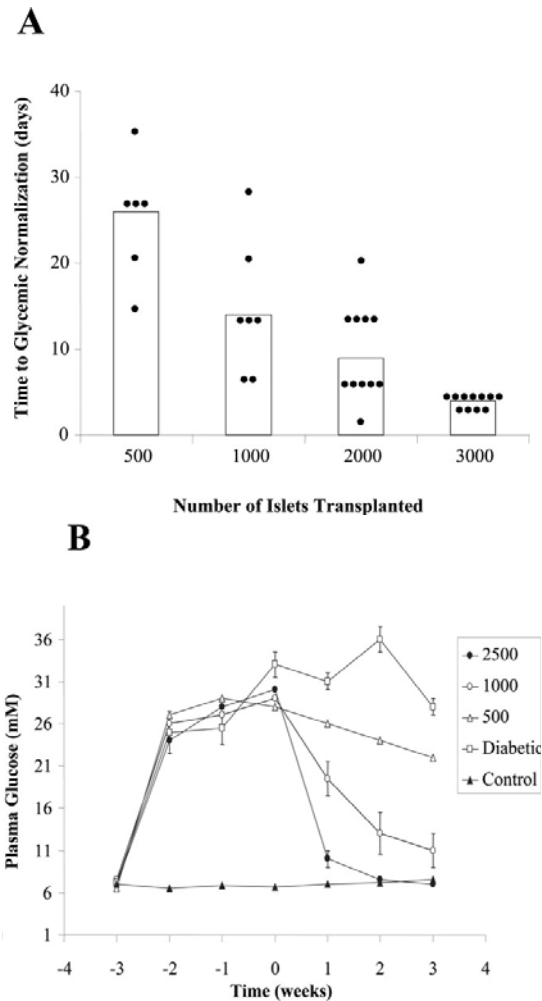 A
Time to Glycemic Normalization (days)
40
30
20
10
0
500 1000 2000 3000
Number of Islets Transplanted
B
Plasma Glucose (mM)
36
31
26
21
16
11
6
1
2500
1000
500
Diabetic
Control
-4 -3 -2 -1 0 1 2 3 4
Time (weeks)